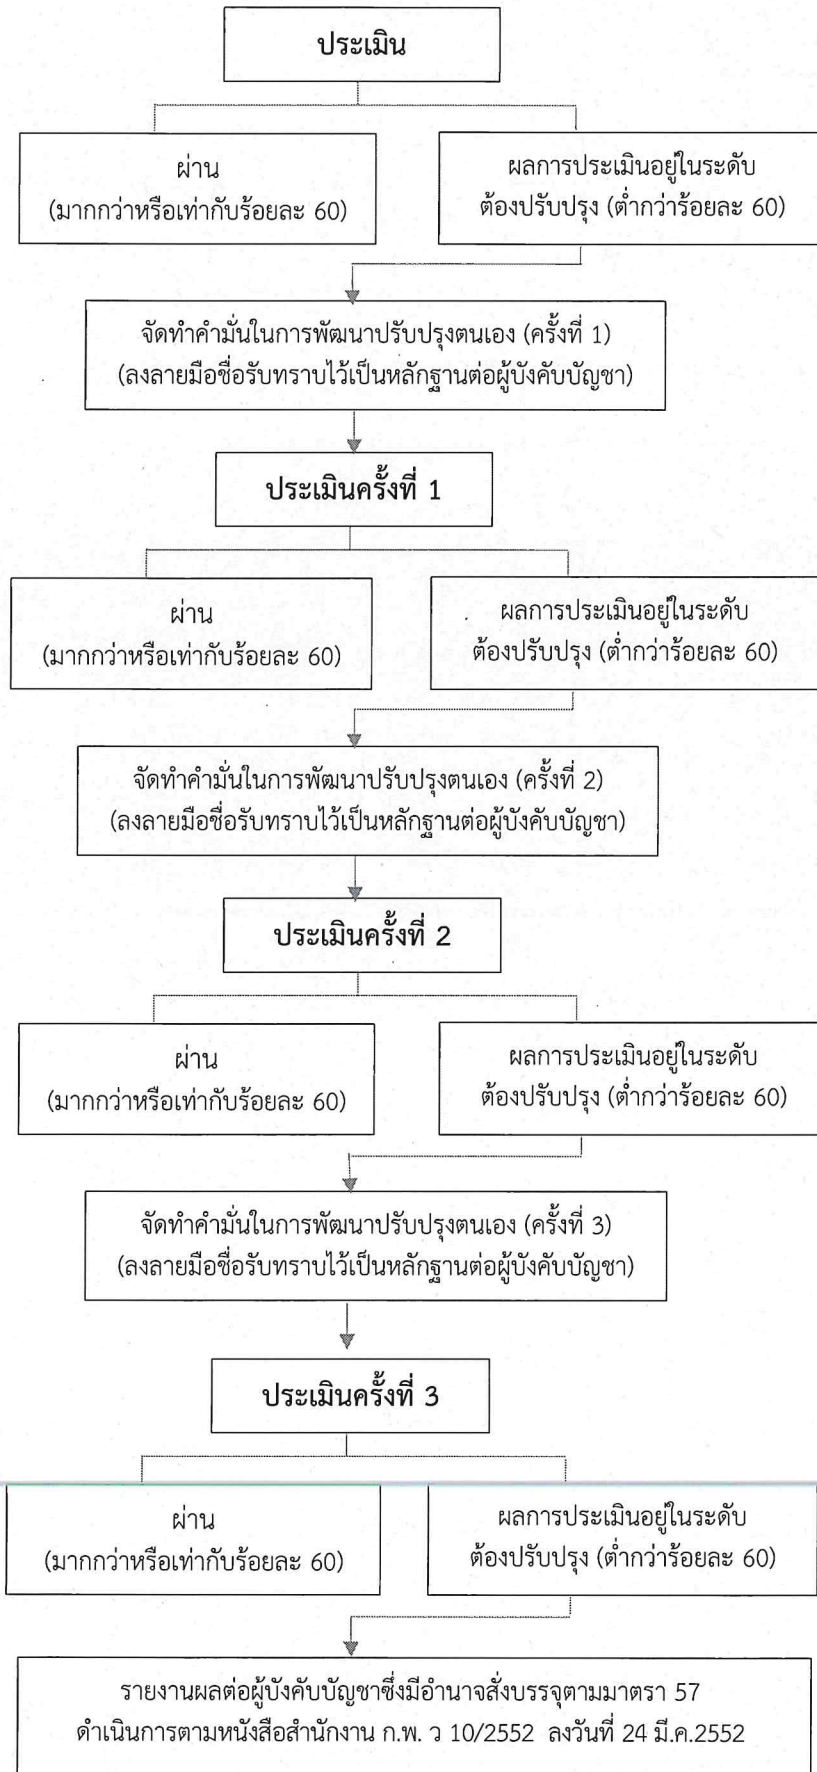 ประเมิน
ผ่าน
(มากกว่าหรือเท่ากับร้อยละ 60)
ผลการประเมินอยู่ในระดับ
ต้องปรับปรุง (ต่ำกว่าร้อยละ 60)
จัดทำคำมั่นในการพัฒนาปรับปรุงตนเอง (ครั้งที่ 1)
(ลงลายมือชื่อรับทราบไว้เป็นหลักฐานต่อผู้บังคับบัญชา)
ประเมินครั้งที่ 1
ผ่าน
(มากกว่าหรือเท่ากับร้อยละ 60)
ผลการประเมินอยู่ในระดับ
ต้องปรับปรุง (ต่ำกว่าร้อยละ 60)
จัดทำคำมั่นในการพัฒนาปรับปรุงตนเอง (ครั้งที่ 2)
(ลงลายมือชื่อรับทราบไว้เป็นหลักฐานต่อผู้บังคับบัญชา)
ประเมินครั้งที่ 2
ผ่าน
(มากกว่าหรือเท่ากับร้อยละ 60)
ผลการประเมินอยู่ในระดับ
ต้องปรับปรุง (ต่ำกว่าร้อยละ 60)
จัดทำคำมั่นในการพัฒนาปรับปรุงตนเอง (ครั้งที่ 3)
(ลงลายมือชื่อรับทราบไว้เป็นหลักฐานต่อผู้บังคับบัญชา)
ประเมินครั้งที่ 3
ผ่าน
(มากกว่าหรือเท่ากับร้อยละ 60)
ผลการประเมินอยู่ในระดับ
ต้องปรับปรุง (ต่ำกว่าร้อยละ 60)
รายงานผลต่อผู้บังคับบัญชาซึ่งมีอำนาจสั่งบรรจุตามมาตรา 57
ดำเนินการตามหนังสือสำนักงาน ก.พ. ว 10/2552 ลงวันที่ 24 มี.ค.2552